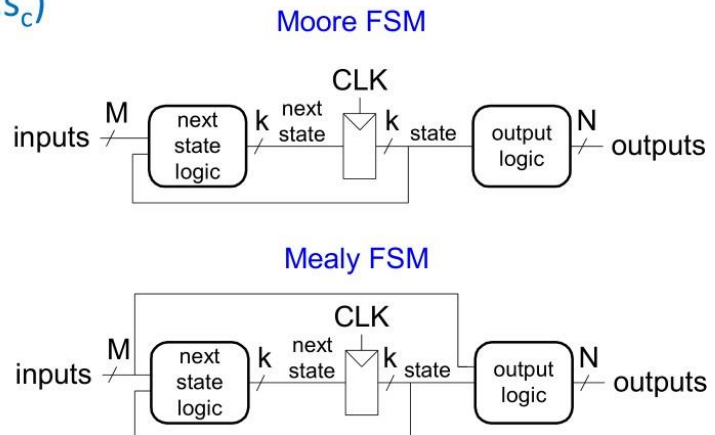 s_c)
Moore FSM
CLK
inputs M next state logic k next state k state output logic N outputs
Mealy FSM
CLK
inputs M next state logic k next state k state output logic N outputs